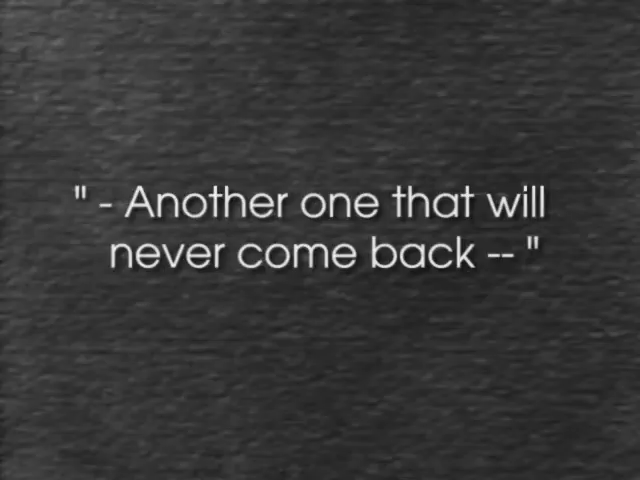 " - Another one that will
never come back -- "